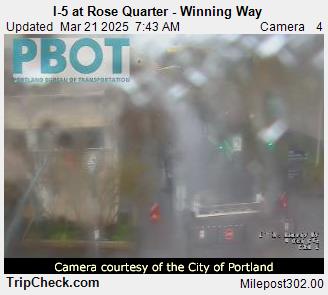 I-5 at Rose Quarter - Winning Way
Updated Mar 21 2025 7:43 AM Camera 4
PBOT
PORTLAND BUREAU OF TRANSPORTATION
Camera courtesy of the City of Portland
TripCheck.com Milepost302.00